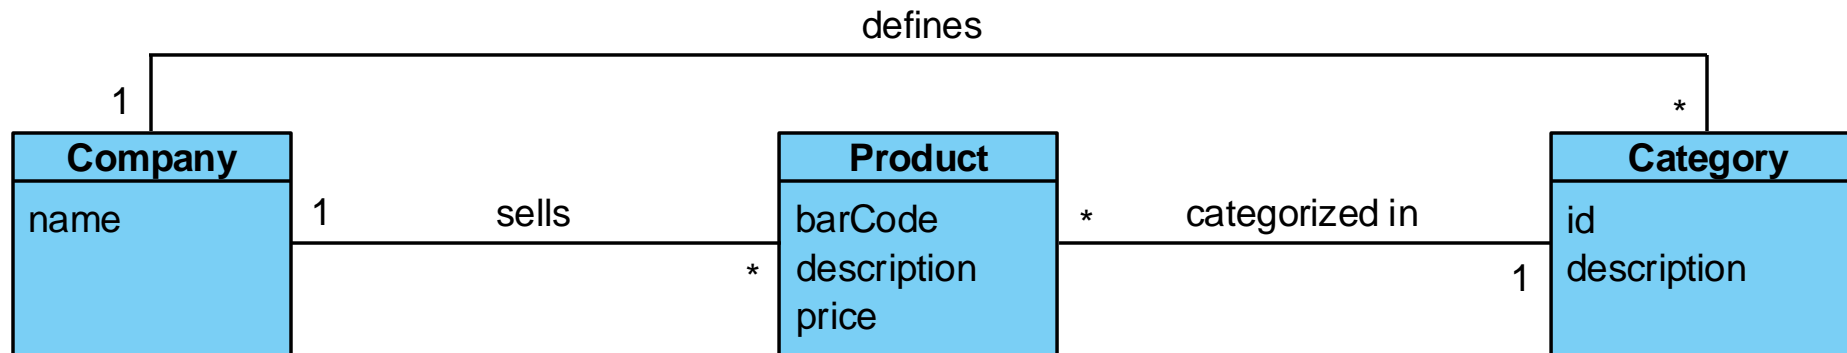 defines
1
*
Company
Product
Category
name
1
sells
barCode
*
categorized in
id
*
description
1
description
price